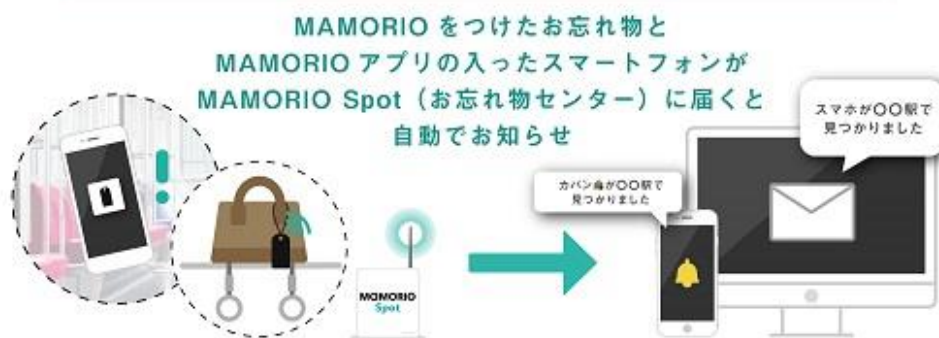 MAMORIO をつけたお忘れ物と
MAMORIO アプリの入ったスマートフォンが
MAMORIO Spot（お忘れ物センター）に届くと
自動でお知らせ
スマホが〇〇駅で
見つかりました
カバン🔔が〇〇駅で
見つかりました
MAMORIO
Spot